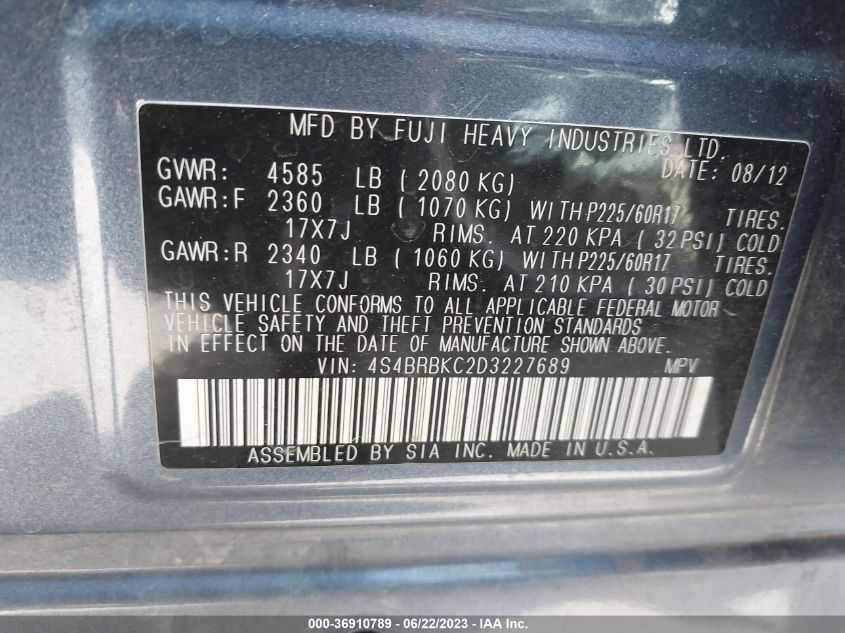 MFD BY FUJI HEAVY INDUSTRIES LTD.
DATE: 08/12
GVWR: 4585 LB ( 2080 KG)
GAWR:F 2360 LB ( 1070 KG) WITH P225/60R17 TIRES.
17X7J RIMS. AT 220 KPA ( 32 PSI) COLD
GAWR:R 2340 LB ( 1060 KG) WITH P225/60R17 TIRES.
17X7J RIMS. AT 210 KPA ( 30 PSI) COLD
THIS VEHICLE CONFORMS TO ALL APPLICABLE FEDERAL MOTOR
VEHICLE SAFETY AND THEFT PREVENTION STANDARDS
IN EFFECT ON THE DATE OF MANUFACTURE SHOWN ABOVE.
VIN: 4S4BRBKC2D3227689 MPV
ASSEMBLED BY SIA INC. MADE IN U.S.A.
000-36910789 - 06/22/2023 - IAA Inc.